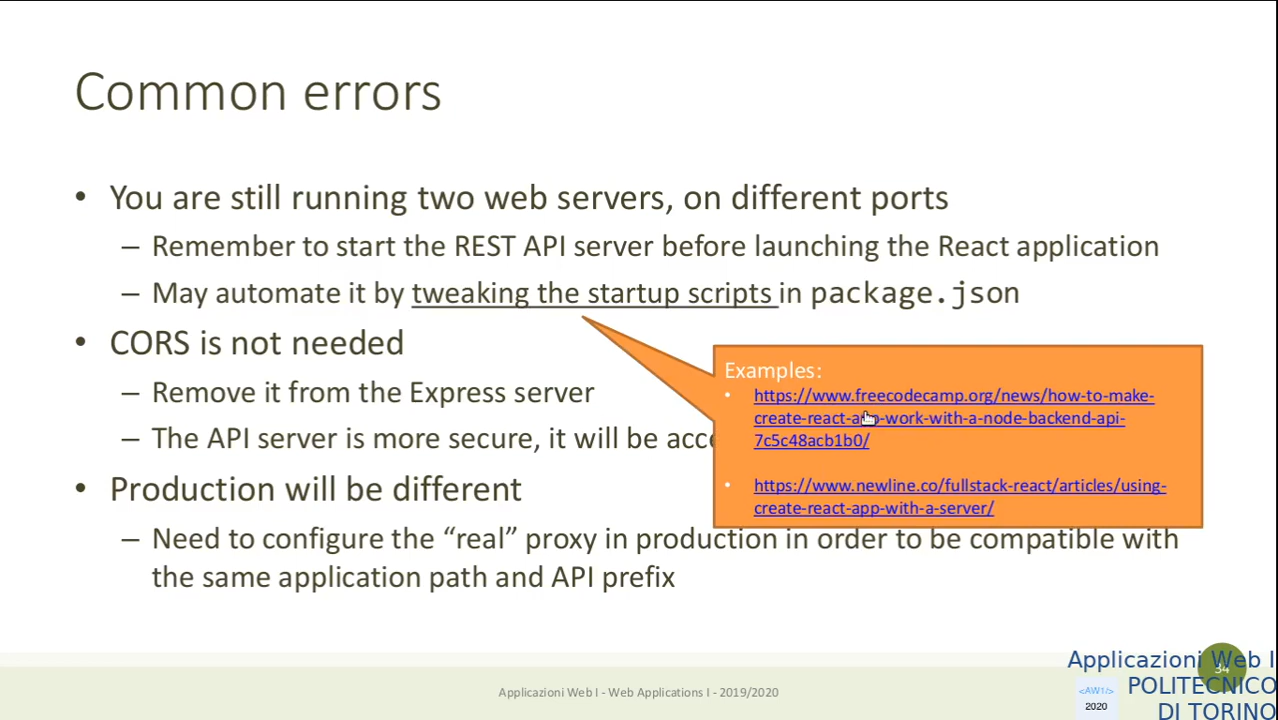 Common errors
• You are still running two web servers, on different ports
– Remember to start the REST API server before launching the React application
– May automate it by tweaking the startup scripts in package.json
• CORS is not needed
– Remove it from the Express server
– The API server is more secure, it will be
Examples:
• https://www.freecodecamp.org/news/how-to-make-
create-react-app-work-with-a-node-backend-api-
7c5c48acb1b0/
• https://www.newline.co/fullstack-react/articles/using-
create-react-app-with-a-server/
• Production will be different
– Need to configure the “real” proxy in production in order to be compatible with
the same application path and API prefix
Applicazioni Web I - Web Applications I - 2019/2020
34
Applicazioni Web I
POLITECNICO
DI TORINO
<AW1/>
2020